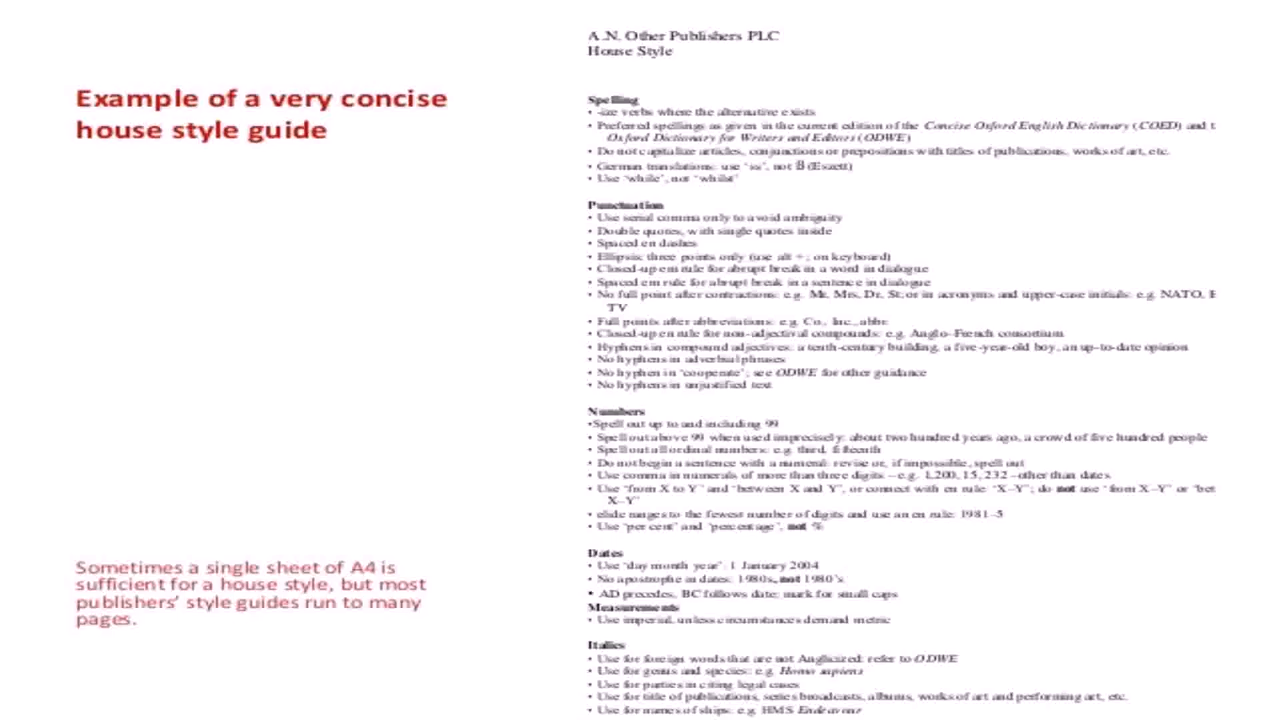 Example of a very concise
house style guide
Sometimes a single sheet of A4 is
sufficient for a house style, but most
publishers' style guides run to many
pages.
A.N. Other Publishers PLC
House Style
Spelling
• -ize verbs where the alternative exists
• Preferred spellings as given in the current edition of the Concise Oxford English Dictionary (COED) and t
Oxford Dictionary for Writers and Editors (ODWE)
• Do not capitalize articles, conjunctions or prepositions with titles of publications, works of art, etc.
• German translations: use 'ss', not ß (Eszett)
• Use 'while', not 'whilst'
Punctuation
• Use serial comma only to avoid ambiguity
• Double quotes, with single quotes inside
• Spaced en dashes
• Ellipsis: three points only (use alt + ; on keyboard)
• Closed-up em rule for abrupt break in a word in dialogue
• Spaced em rule for abrupt break in a sentence in dialogue
• No full point after contractions: e.g. Mr, Mrs, Dr, St; or in acronyms and upper-case initials: e.g. NATO, E
TV
• Full points after abbreviations: e.g. Co., Inc., abbr.
• Closed-up en rule for non-adjectival compounds: e.g. Anglo–French consortium
• Hyphens in compound adjectives: a tenth-century building, a five-year-old boy, an up-to-date opinion
• No hyphens in adverbial phrases
• No hyphen in 'cooperate'; see ODWE for other guidance
• No hyphens in unjustified text
Numbers
•Spell out up to and including 99
• Spell out above 99 when used imprecisely: about two hundred years ago, a crowd of five hundred people
• Spell out all ordinal numbers: e.g. third, fifteenth
• Do not begin a sentence with a numeral: revise or, if impossible, spell out
• Use comma in numerals of more than three digits – e.g. 1,200, 15, 232 – other than dates
• Use "from X to Y" and "between X and Y", or connect with en rule: "X–Y"; do not use "from X–Y" or "bet
X–Y"
• elide ranges to the fewest number of digits and use an en rule: 1981–5
• Use "per cent" and "percentage", not %
Dates
• Use 'day month year': 1 January 2004
• No apostrophe in dates: 1980s, not 1980's
• AD precedes, BC follows date; mark for small caps
Measurements
• Use imperial, unless circumstances demand metric
Italics
• Use for foreign words that are not Anglicized: refer to ODWE
• Use for genus and species: e.g. Homo sapiens
• Use for parties in citing legal cases
• Use for title of publications, series broadcasts, albums, works of art and performing art, etc.
• Use for names of ships: e.g. HMS Endeavour